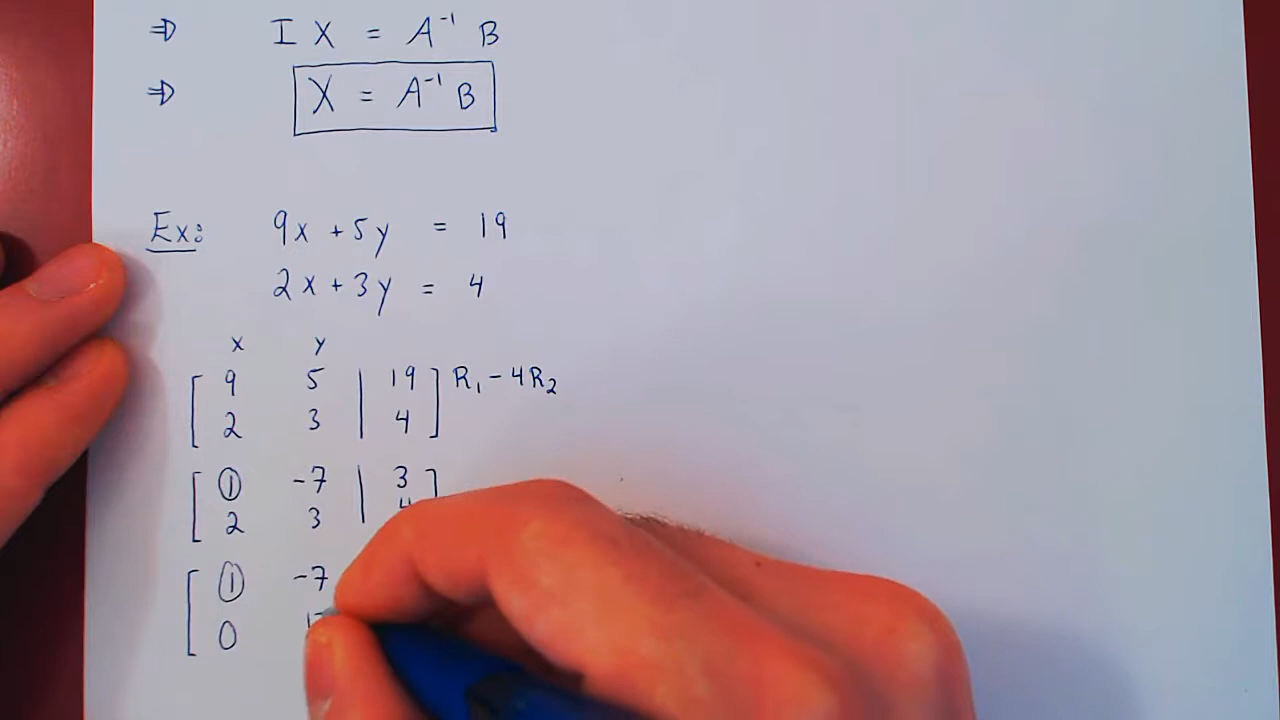 ⇒ I X = A⁻¹ B
⇒ X = A⁻¹ B
Ex: 9x + 5y = 19
2x + 3y = 4
x y
[ 9 5 | 19 ] R₁ - 4R₂
[ 2 3 | 4 ]
[ 1 -7 | 3 ]
[ 2 3 |
[ 1 -7
[ 0